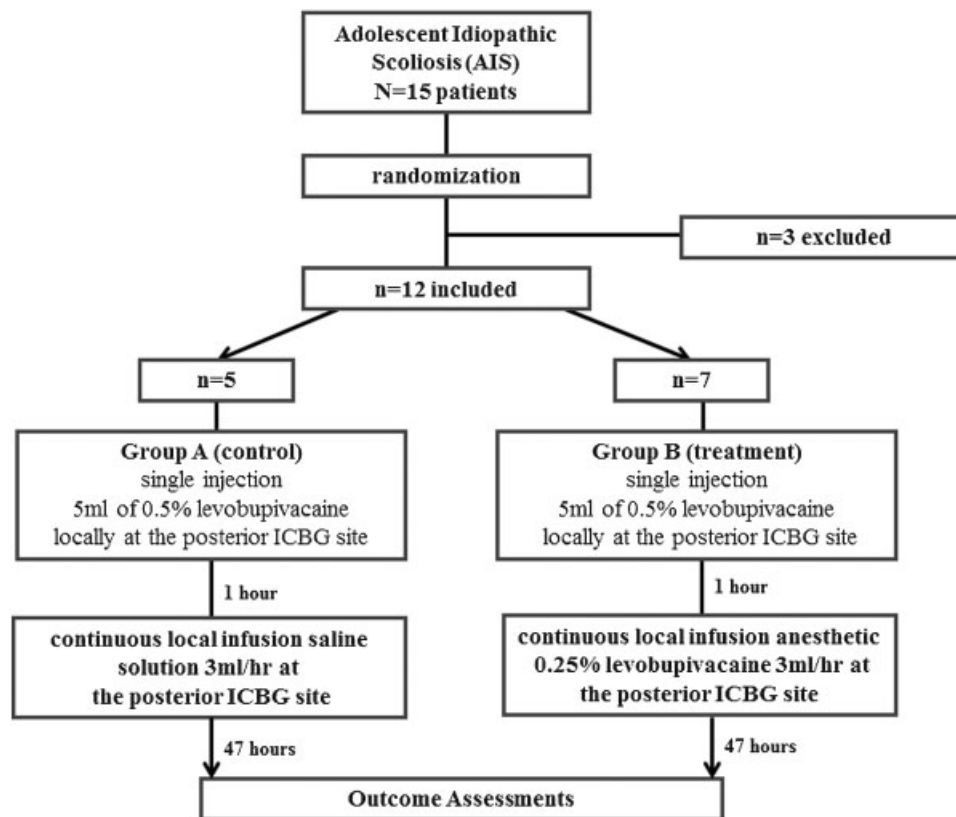 Adolescent Idiopathic
Scoliosis (AIS)
N=15 patients
randomization
n=3 excluded
n=12 included
n=5
n=7
Group A (control)
single injection
5ml of 0.5% levobupivacaine
locally at the posterior ICBG site
Group B (treatment)
single injection
5ml of 0.5% levobupivacaine
locally at the posterior ICBG site
1 hour
1 hour
continuous local infusion saline
solution 3ml/hr at
the posterior ICBG site
continuous local infusion anesthetic
0.25% levobupivacaine 3ml/hr at
the posterior ICBG site
47 hours
47 hours
Outcome Assessments